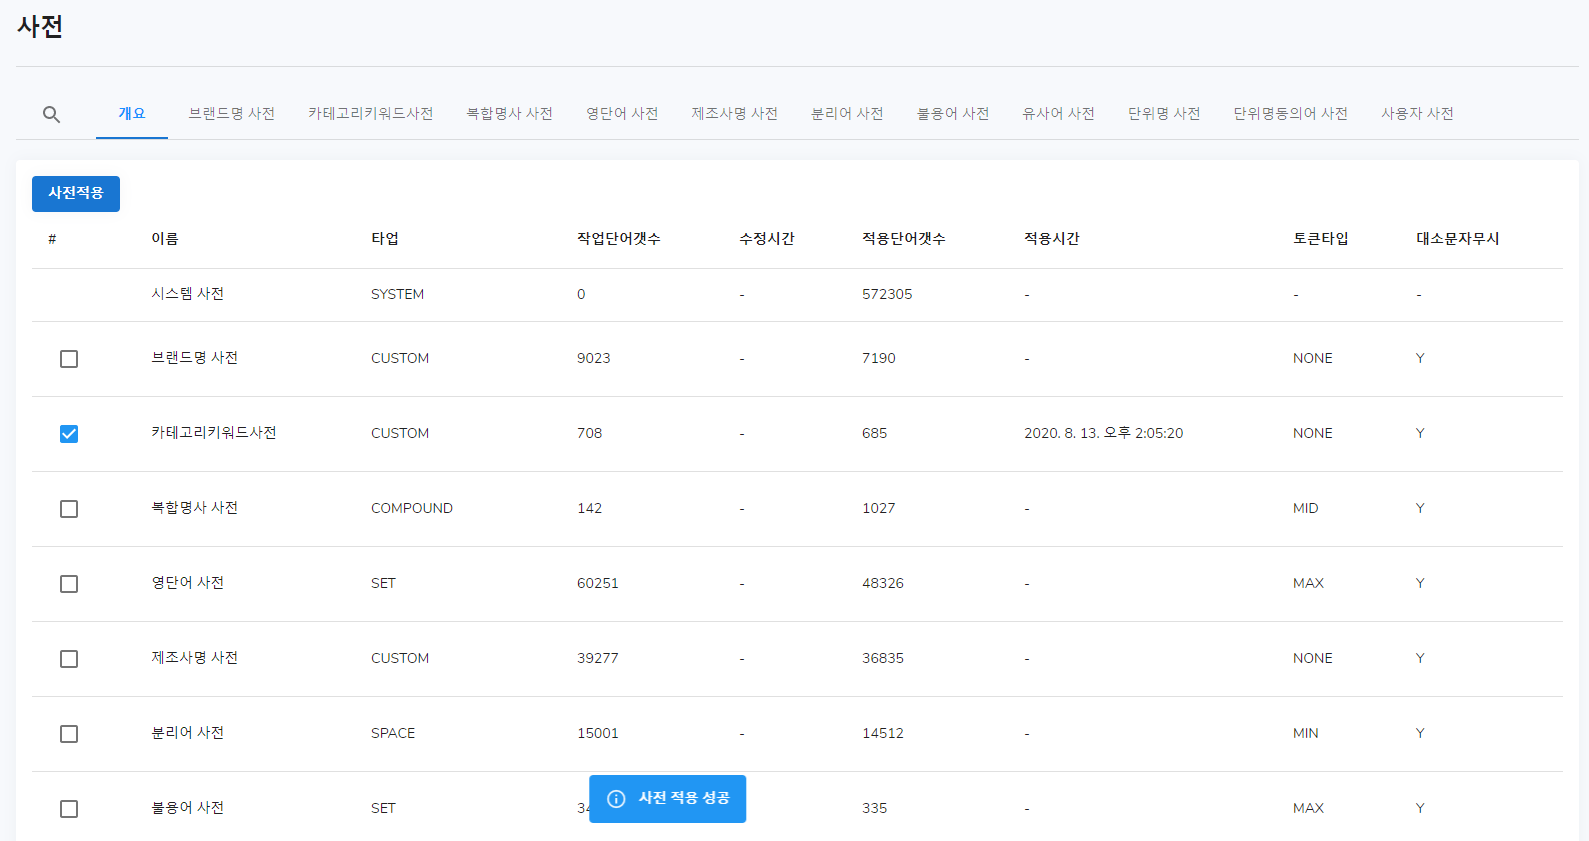 사전
개요 브랜드명 사전 카테고리키워드사전 복합명사 사전 영단어 사전 제조사명 사전 분리어 사전 불용어 사전 유사어 사전 단위명 사전 단위명동의어 사전 사용자 사전
사전적용
# 이름 타업 작업단어갯수 수정시간 적용단어갯수 적용시간 토큰타입 대소문자무시
시스템 사전 SYSTEM 0 - 572305 - - -
브랜드명 사전 CUSTOM 9023 - 7190 - NONE Y
카테고리키워드사전 CUSTOM 708 - 685 2020. 8. 13. 오후 2:05:20 NONE Y
복합명사 사전 COMPOUND 142 - 1027 - MID Y
영단어 사전 SET 60251 - 48326 - MAX Y
제조사명 사전 CUSTOM 39277 - 36835 - NONE Y
분리어 사전 SPACE 15001 - 14512 - MIN Y
불용어 사전 SET 335 - MAX Y
사전 적용 성공